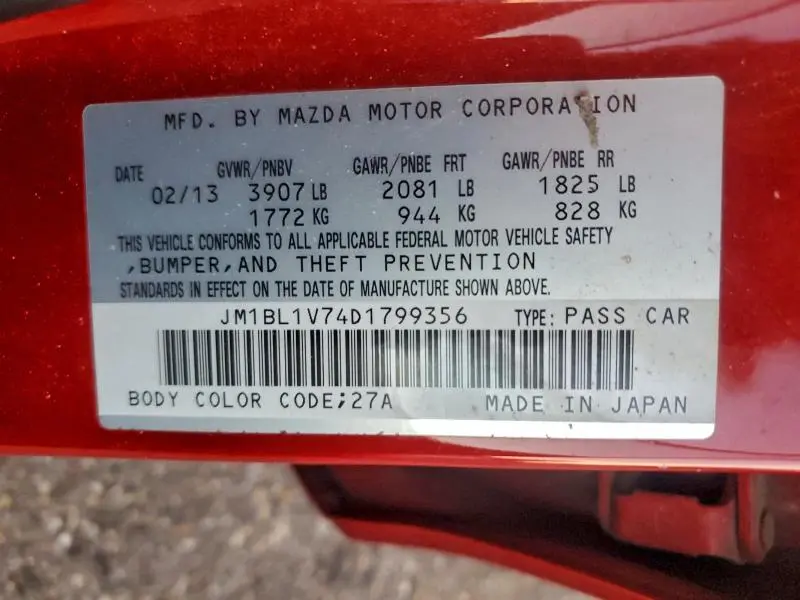 MFD. BY MAZDA MOTOR CORPORATION
DATE GVWR/PNBV GAWR/PNBE FRT GAWR/PNBE RR
02/13 3907 LB 2081 LB 1825 LB
1772 KG 944 KG 828 KG
THIS VEHICLE CONFORMS TO ALL APPLICABLE FEDERAL MOTOR VEHICLE SAFETY
,BUMPER,AND THEFT PREVENTION
STANDARDS IN EFFECT ON THE DATE OF MANUFACTURE SHOWN ABOVE.
JM1BL1V74D1799356 TYPE: PASS CAR
BODY COLOR CODE;27A MADE IN JAPAN